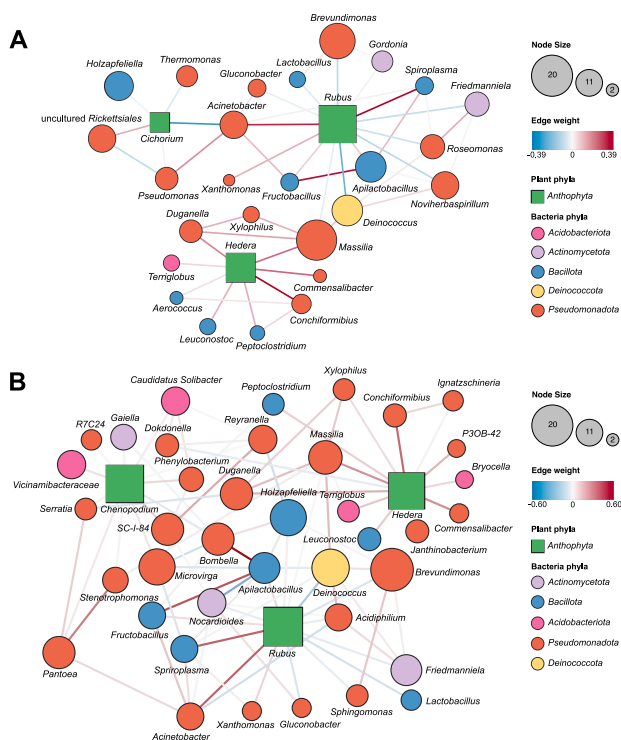 A
Brevundimonas
Gordonia
Thermomonas
Lactobacillus
Holzapfeliella
Gluconobacter
Spiroplasma
Rubus
Friedmanniela
Acinetobacter
uncultured Rickettsiales
Cichorium
Roseomonas
Pseudomonas
Xanthomonas
Fructobacillus
Apilactobacillus
Noviherbaspirillum
Duganella
Xylophilus
Deinococcus
Hedera
Massilia
Terriglobus
Commensalibacter
Aerococcus
Conchiformibius
Leuconostoc
Peptoclostridium
Node Size
20
11
2
Edge weight
-0.39
0
0.39
Plant phyla
Anthophyta
Bacteria phyla
Acidobacteriota
Actinomycetota
Bacillota
Deinococcota
Pseudomonadota
B
Xylophilus
Caudatus Solibacter
Peptoclostridium
Conchiformibius
Ignatzschineria
R7C24
Gaiella
Reyranella
Massilia
Dokdonella
P3OB-42
Phenylobacterium
Duganella
Vicinamibacteraceae
Holzapfeliella
Terriglobus
Bryocella
Chenopodium
Serratia
Hedera
SC-I-84
Leuconostoc
Commensalibacter
Janthinobacterium
Bombella
Microvirga
Apilactobacillus
Brevundimonas
Stenotrophomonas
Deinococcus
Nocardioides
Acidiphilium
Fructobacillus
Rubus
Pantoea
Spriroplasma
Friedmanniela
Lactobacillus
Sphingomonas
Xanthomonas
Gluconobacter
Acinetobacter
Node Size
20
11
2
Edge weight
-0.60
0
0.60
Plant phyla
Anthophyta
Bacteria phyla
Actinomycetota
Bacillota
Acidobacteriota
Pseudomonadota
Deinococcota